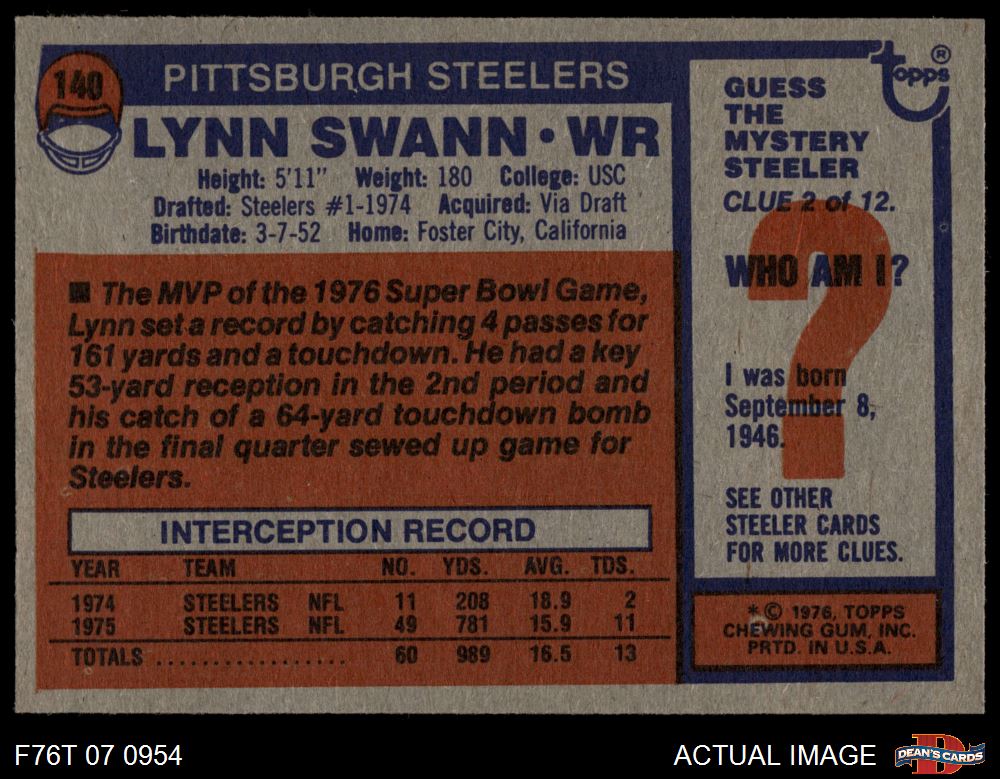 140
PITTSBURGH STEELERS
LYNN SWANN • WR
Height: 5'11" Weight: 180 College: USC
Drafted: Steelers #1-1974 Acquired: Via Draft
Birthdate: 3-7-52 Home: Foster City, California
■ The MVP of the 1976 Super Bowl Game,
Lynn set a record by catching 4 passes for
161 yards and a touchdown. He had a key
53-yard reception in the 2nd period and
his catch of a 64-yard touchdown bomb
in the final quarter sewed up game for
Steelers.
INTERCEPTION RECORD
YEAR TEAM NO. YDS. AVG. TDS.
1974 STEELERS NFL 11 208 18.9 2
1975 STEELERS NFL 49 781 15.9 11
TOTALS .................. 60 989 16.5 13
topps ®
GUESS
THE
MYSTERY
STEELER
CLUE 2 of 12.
?
WHO AM I?
I was born
September 8,
1946.
SEE OTHER
STEELER CARDS
FOR MORE CLUES.
* © 1976, TOPPS
CHEWING GUM, INC.
PRTD. IN U.S.A.
F76T 07 0954
ACTUAL IMAGE
D
DEAN'S CARDS